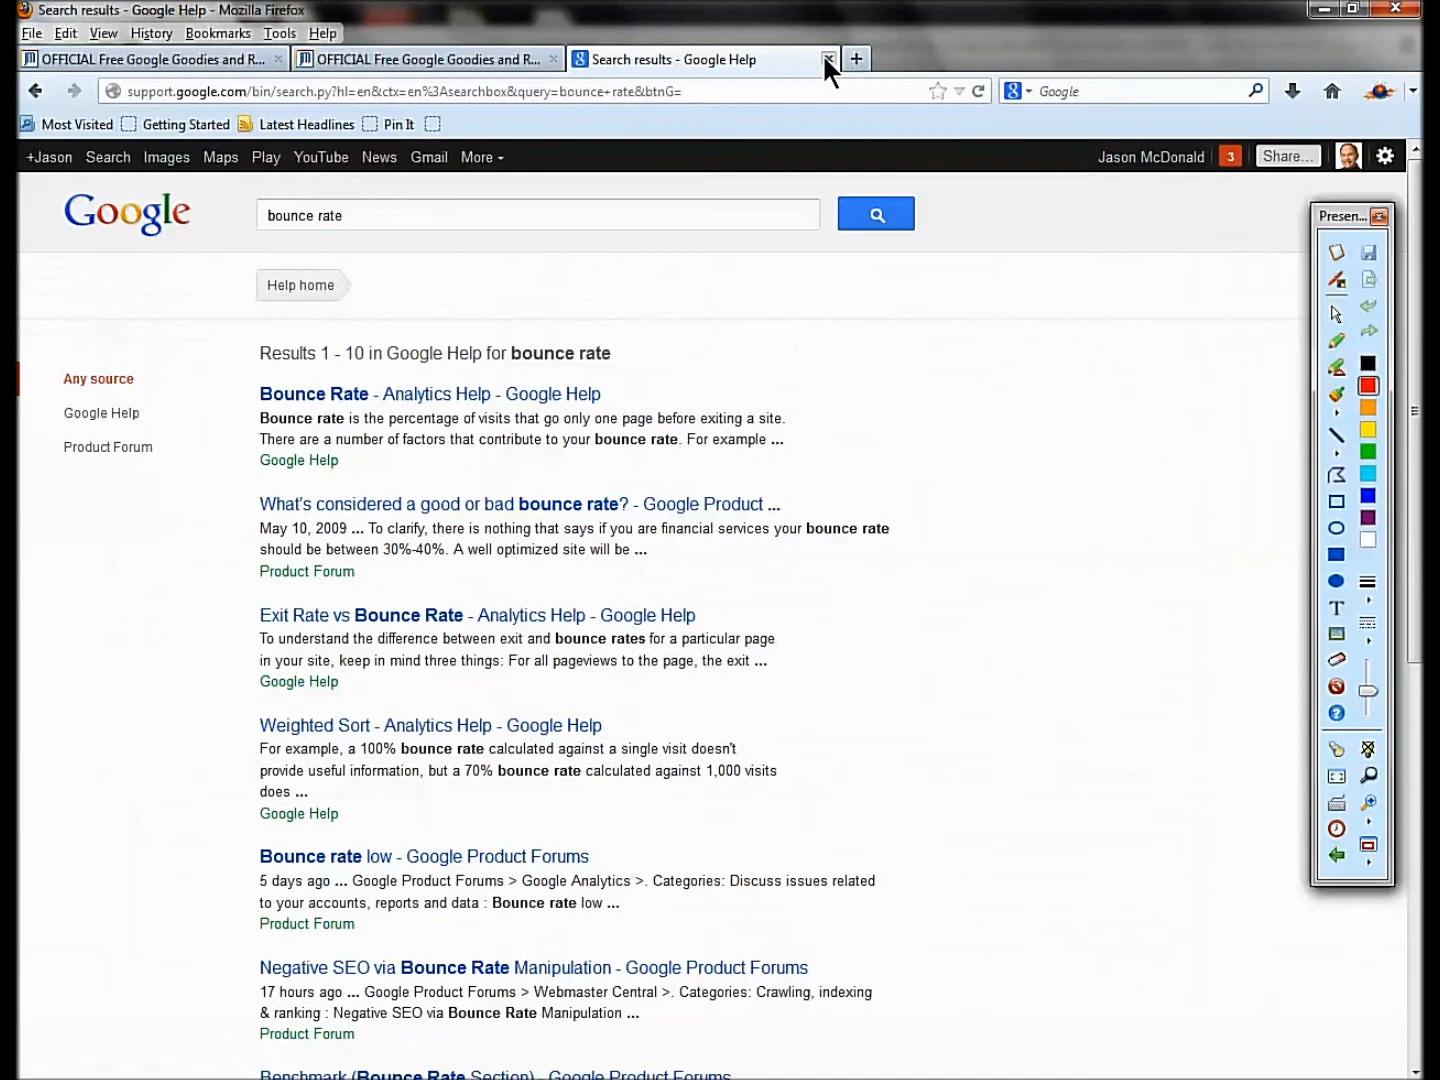 Search results - Google Help - Mozilla Firefox
File Edit View History Bookmarks Tools Help
OFFICIAL Free Google Goodies and R... OFFICIAL Free Google Goodies and R... Search results - Google Help
support.google.com/bin/search.py?hl=en&ctx=en%3Asearchbox&query=bounce+rate&btnG= Google
Most Visited Getting Started Latest Headlines Pin It
+Jason Search Images Maps Play YouTube News Gmail More Jason McDonald 3 Share...
Google
bounce rate
Presen...
Help home
Results 1 - 10 in Google Help for bounce rate
Any source
Google Help
Product Forum
Bounce Rate - Analytics Help - Google Help
Bounce rate is the percentage of visits that go only one page before exiting a site.
There are a number of factors that contribute to your bounce rate. For example ...
Google Help
What's considered a good or bad bounce rate? - Google Product ...
May 10, 2009 ... To clarify, there is nothing that says if you are financial services your bounce rate
should be between 30%-40%. A well optimized site will be ...
Product Forum
Exit Rate vs Bounce Rate - Analytics Help - Google Help
To understand the difference between exit and bounce rates for a particular page
in your site, keep in mind three things: For all pageviews to the page, the exit ...
Google Help
Weighted Sort - Analytics Help - Google Help
For example, a 100% bounce rate calculated against a single visit doesn't
provide useful information, but a 70% bounce rate calculated against 1,000 visits
does ...
Google Help
Bounce rate low - Google Product Forums
5 days ago ... Google Product Forums > Google Analytics >. Categories: Discuss issues related
to your accounts, reports and data : Bounce rate low ...
Product Forum
Negative SEO via Bounce Rate Manipulation - Google Product Forums
17 hours ago ... Google Product Forums > Webmaster Central >. Categories: Crawling, indexing
& ranking : Negative SEO via Bounce Rate Manipulation ...
Product Forum
Benchmark (Bounce Rate Section) - Google Product Forums